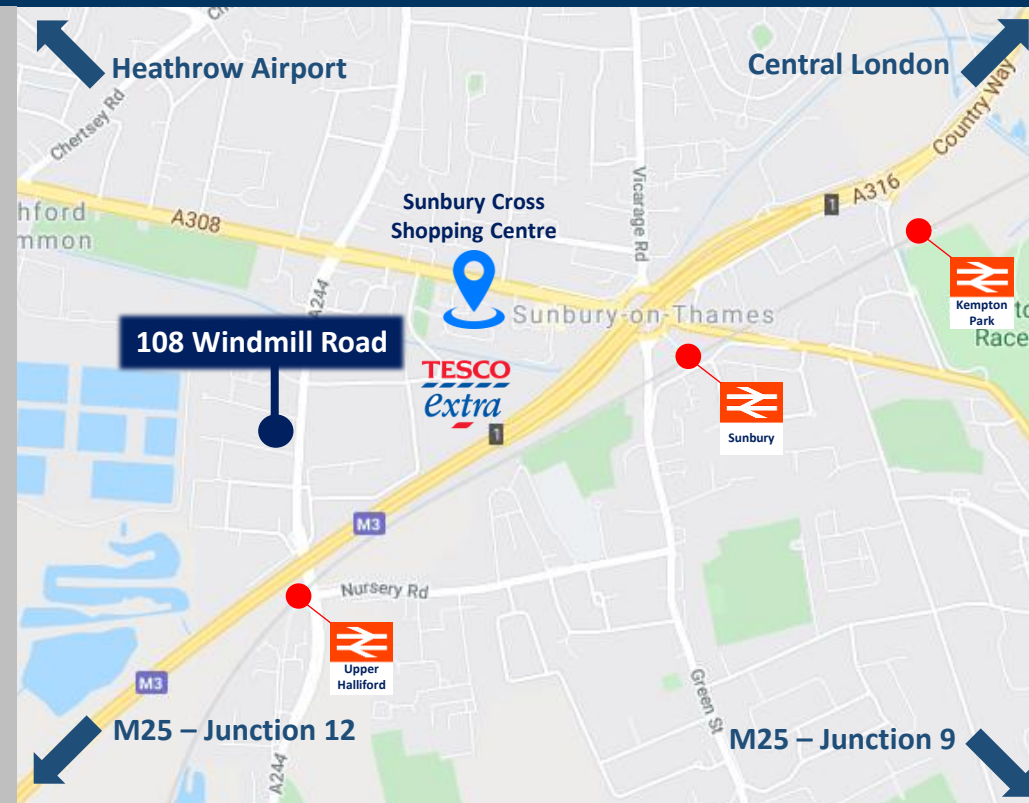 Heathrow Airport
Central London
Chertsey Rd
Country Way
A316
1
Vicarage Rd
hford
mmon
A308
Sunbury Cross
Shopping Centre
A244
Sunbury-on-Thames
Kempton
Park
to
Race
108 Windmill Road
TESCO
extra
1
Sunbury
M3
Nursery Rd
Upper
Halliford
M3
Green St
M25 – Junction 12
M25 – Junction 9
A244